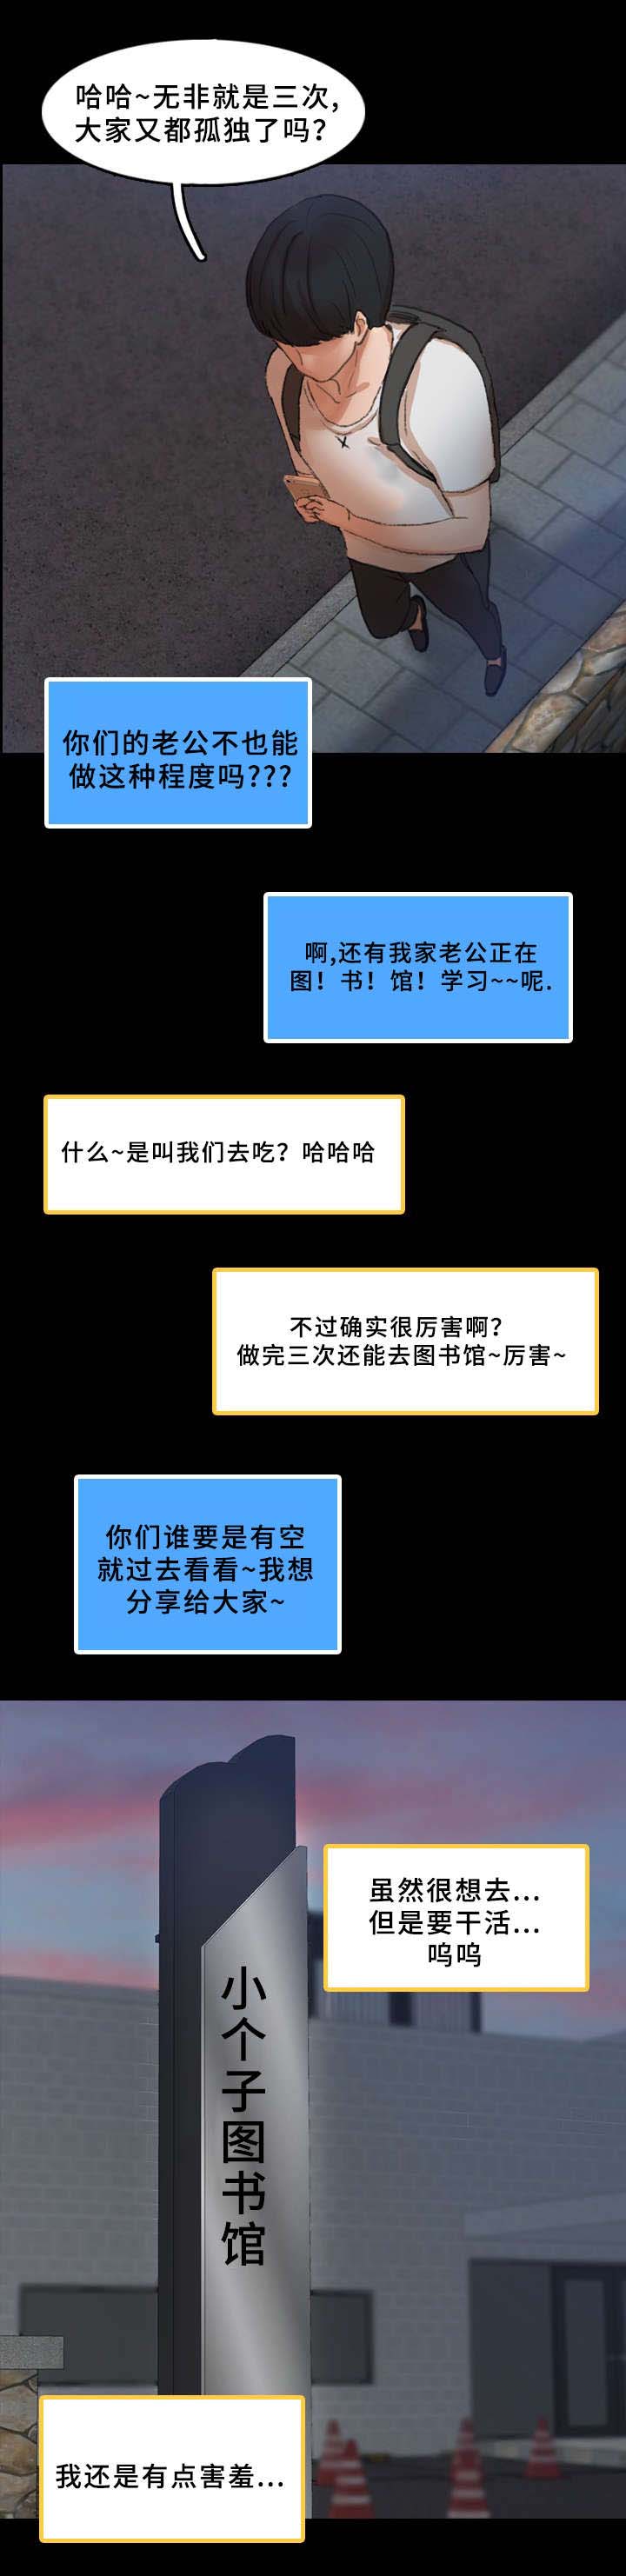 哈哈~无非就是三次,
大家又都孤独了吗?
你们的老公不也能
做这种程度吗???
啊,还有我家老公正在
图！书！馆！学习~~呢.
什么~是叫我们去吃？哈哈哈
不过确实很厉害啊?
做完三次还能去图书馆~厉害~
你们谁要是有空
就过去看看~我想
分享给大家~
虽然很想去...
但是要干活...
呜呜
小个子图书馆
我还是有点害羞...